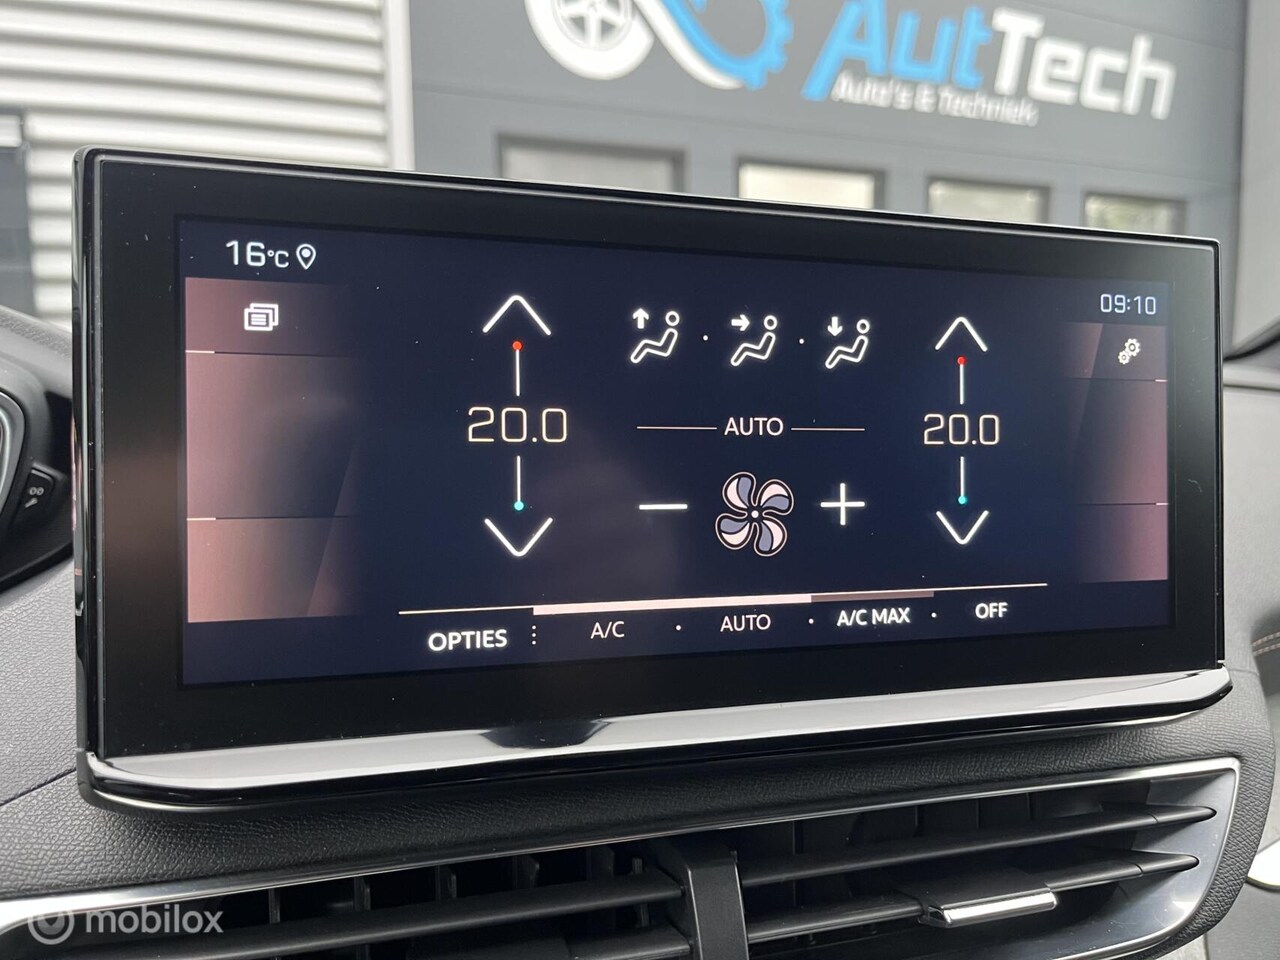 AutTech
Auto's & Techniek
16°C
09:10
20.0
AUTO
20.0
OPTIES
A/C
AUTO
A/C MAX
OFF
mobilox